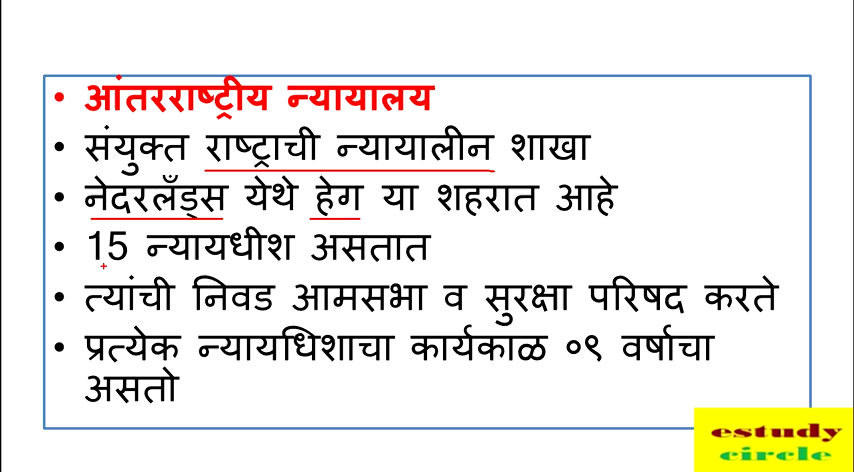 • आंतरराष्ट्रीय न्यायालय
• संयुक्त राष्ट्राची न्यायालीन शाखा
• नेदरलँड्स येथे हेग या शहरात आहे
• 15 न्यायधीश असतात
• त्यांची निवड आमसभा व सुरक्षा परिषद करते
• प्रत्येक न्यायधिशाचा कार्यकाळ ०९ वर्षाचा
असतो
estudy
circle